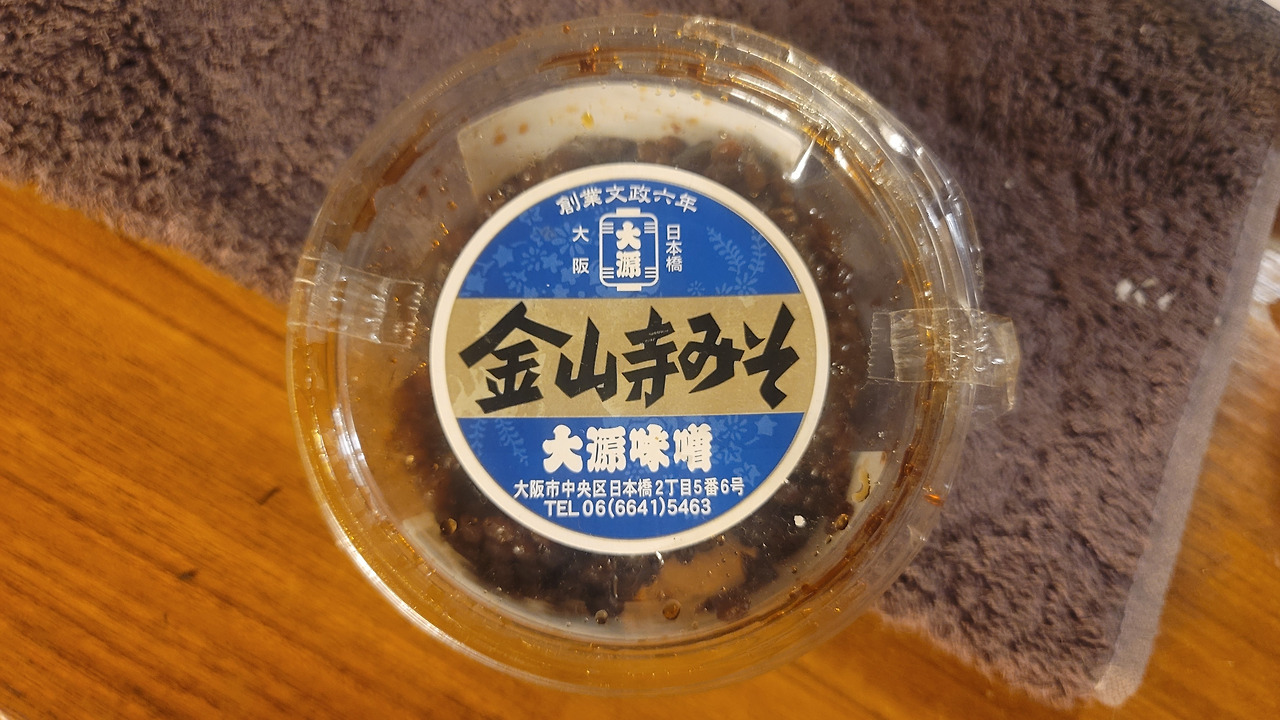 創業文政六年
大阪
大源
日本橋
金山寺みそ
大源味噌
大阪市中央区日本橋2丁目5番6号
TEL 06(6641)5463